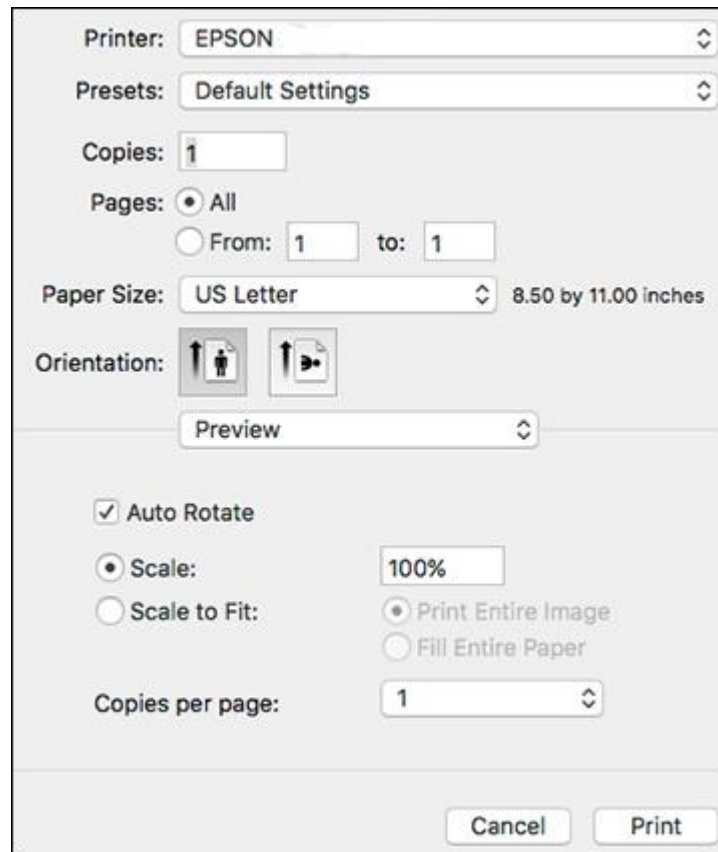 Printer: EPSON
Presets: Default Settings
Copies: 1
Pages: All
From: 1 to: 1
Paper Size: US Letter 8.50 by 11.00 inches
Orientation:
Preview
Auto Rotate
Scale: 100%
Scale to Fit: Print Entire Image
Fill Entire Paper
Copies per page: 1
Cancel Print